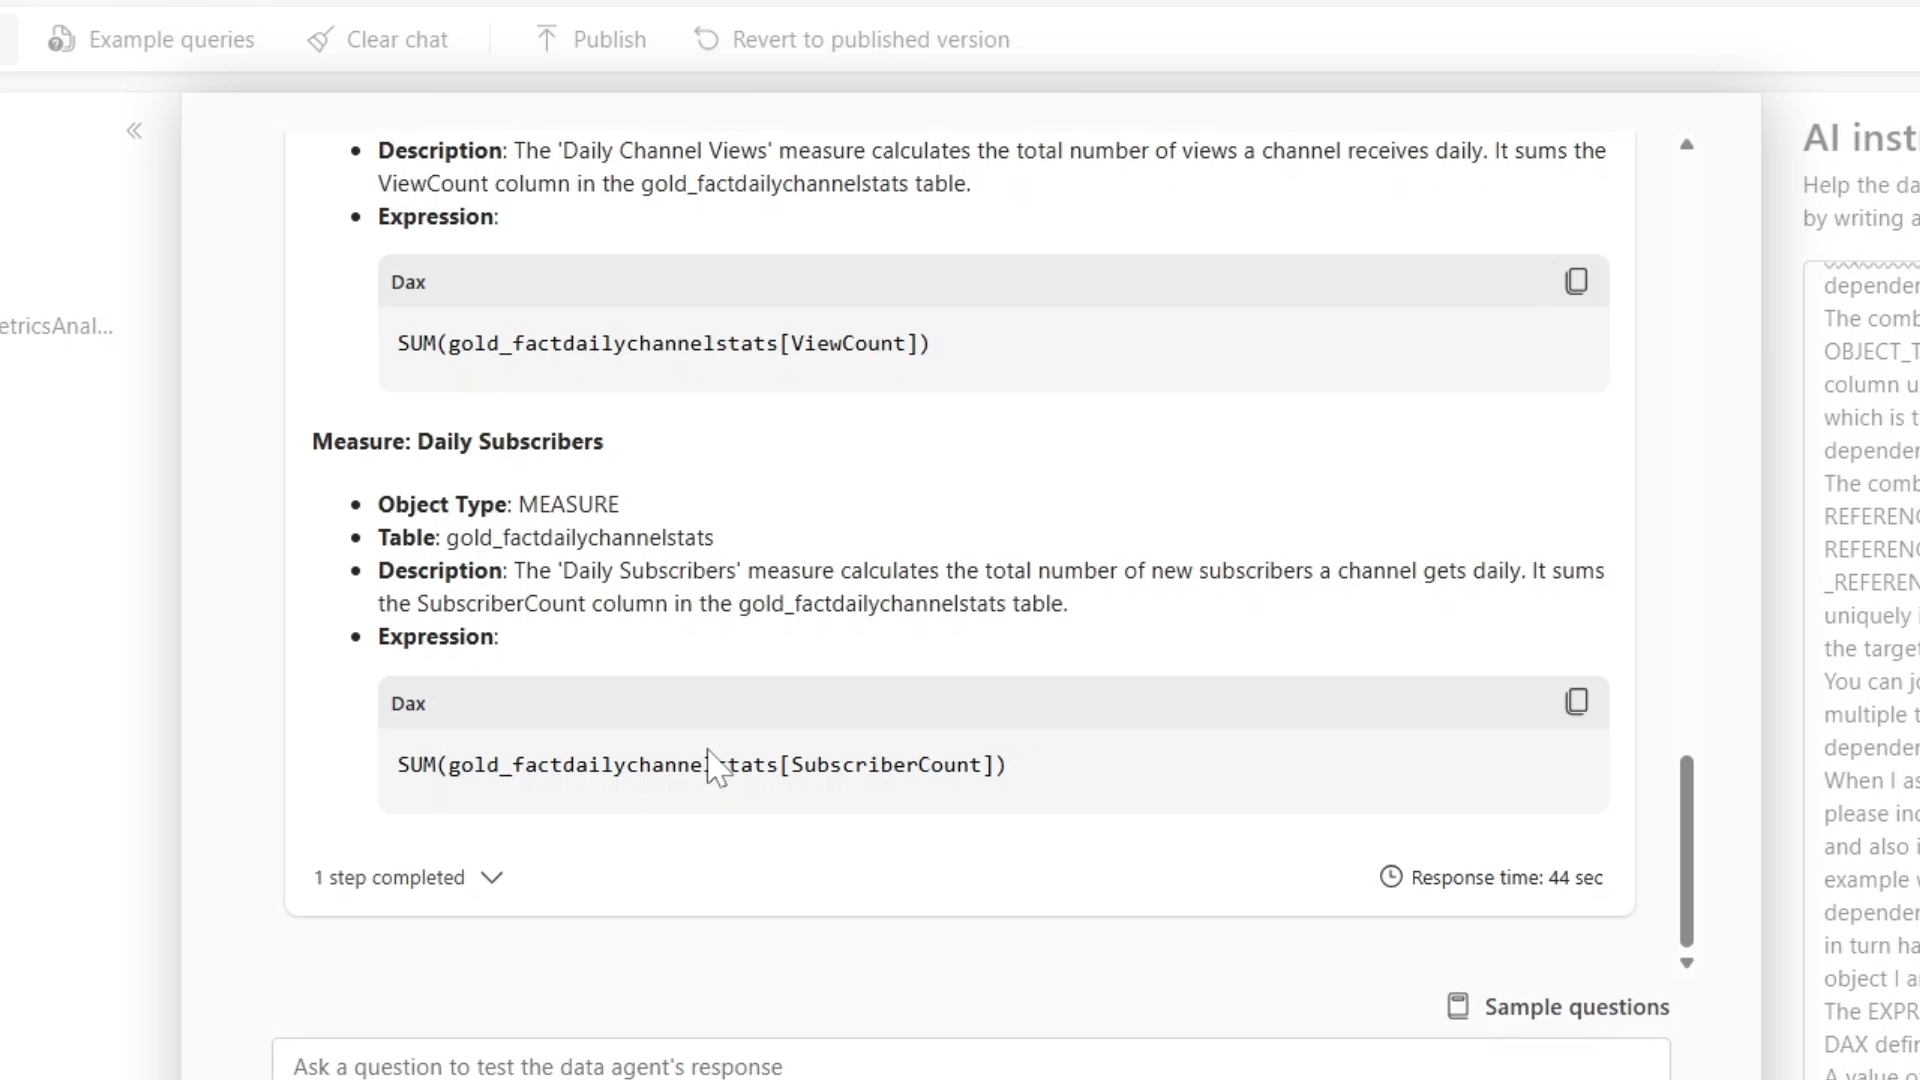 Example queries
Clear chat
Publish
Revert to published version
Description: The 'Daily Channel Views' measure calculates the total number of views a channel receives daily. It sums the
ViewCount column in the gold_factdailychannelstats table.
Expression:
Dax
SUM(gold_factdailychannelstats[ViewCount])
Measure: Daily Subscribers
Object Type: MEASURE
Table: gold_factdailychannelstats
Description: The 'Daily Subscribers' measure calculates the total number of new subscribers a channel gets daily. It sums
the SubscriberCount column in the gold_factdailychannelstats table.
Expression:
Dax
SUM(gold_factdailychannelstats[SubscriberCount])
1 step completed
Response time: 44 sec
Sample questions
Ask a question to test the data agent's response
etricsAnal...
AI inst
Help the da
by writing a
depender
The comb
OBJECT_T
column u
which is t
depender
The comb
REFERENC
REFERENC
_REFEREN
uniquely i
the target
You can jo
multiple t
depender
When I as
please inc
and also i
example w
depender
in turn ha
object I a
The EXPR
DAX defin
A value o